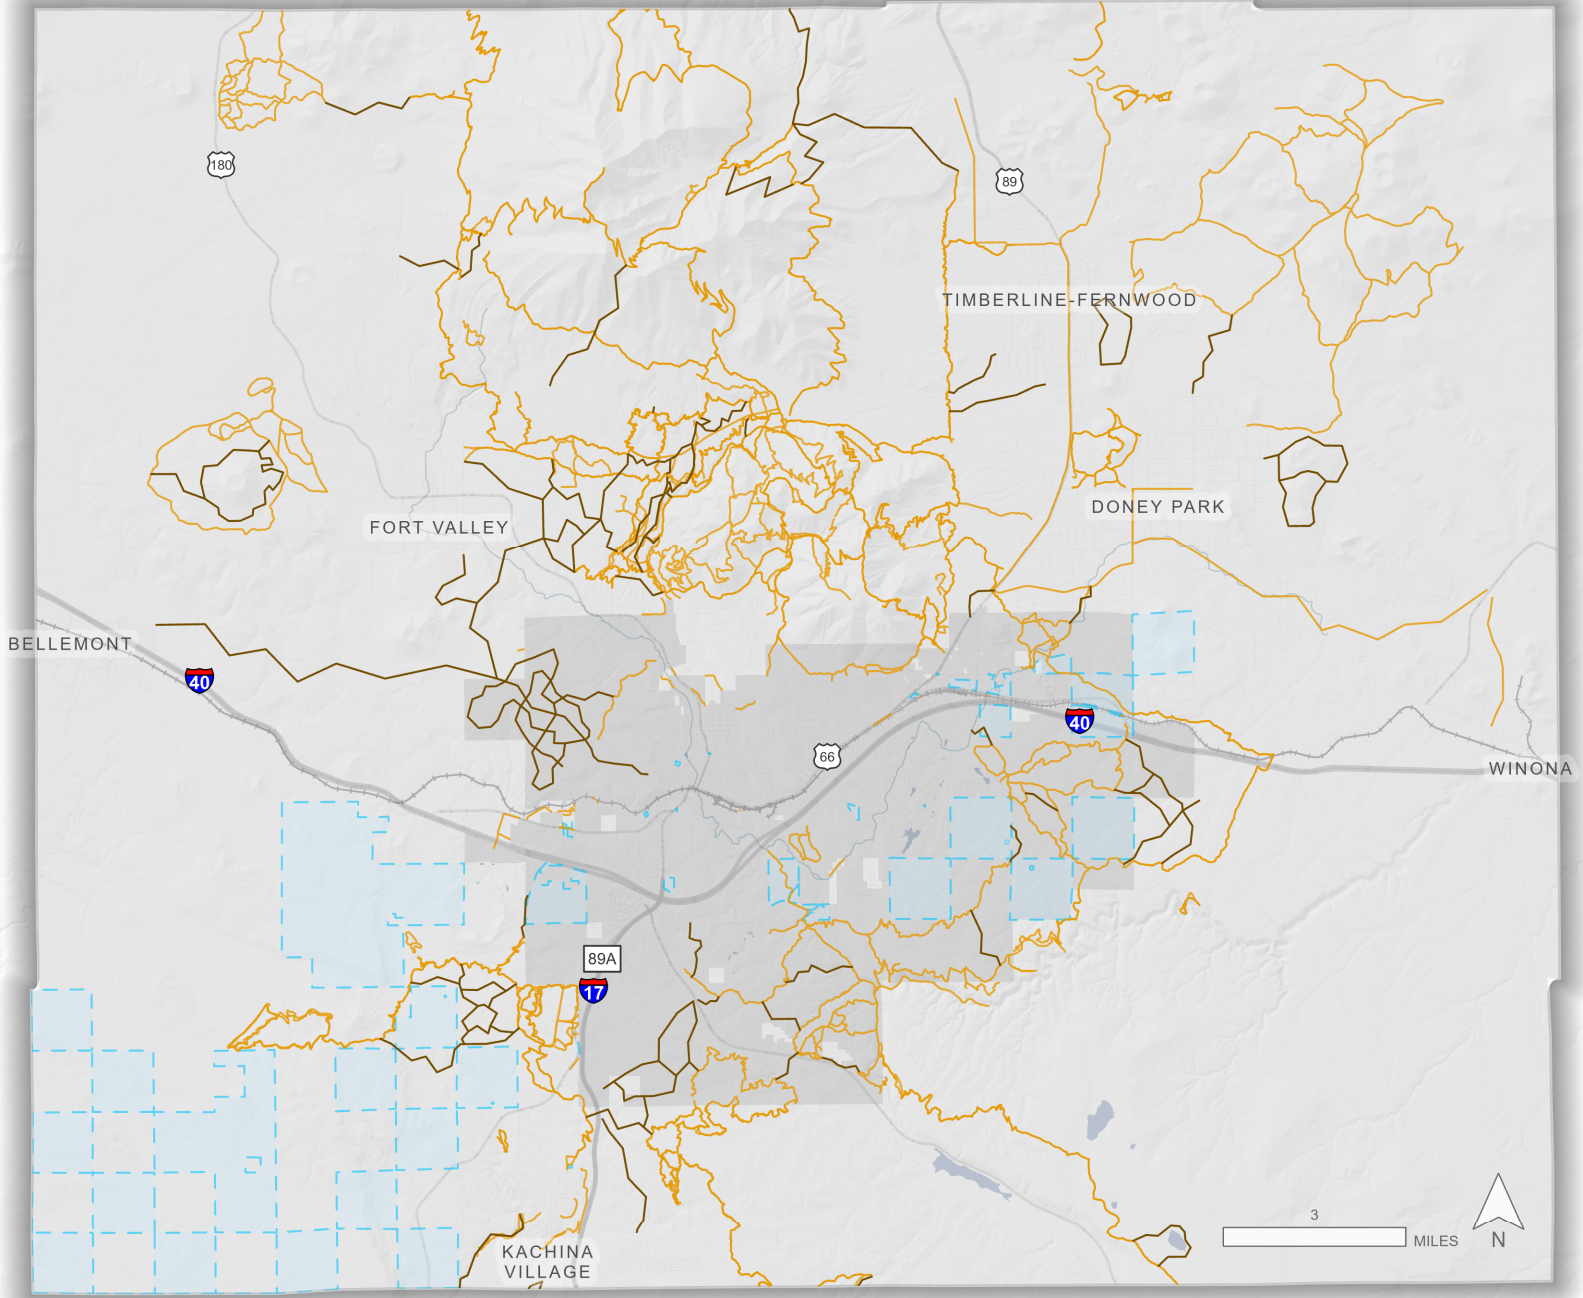 180
89
TIMBERLINE-FERNWOOD
DONEY PARK
FORT VALLEY
BELLEMONT
40
40
66
WINONA
89A
17
3
MILES
N
KACHINA
VILLAGE